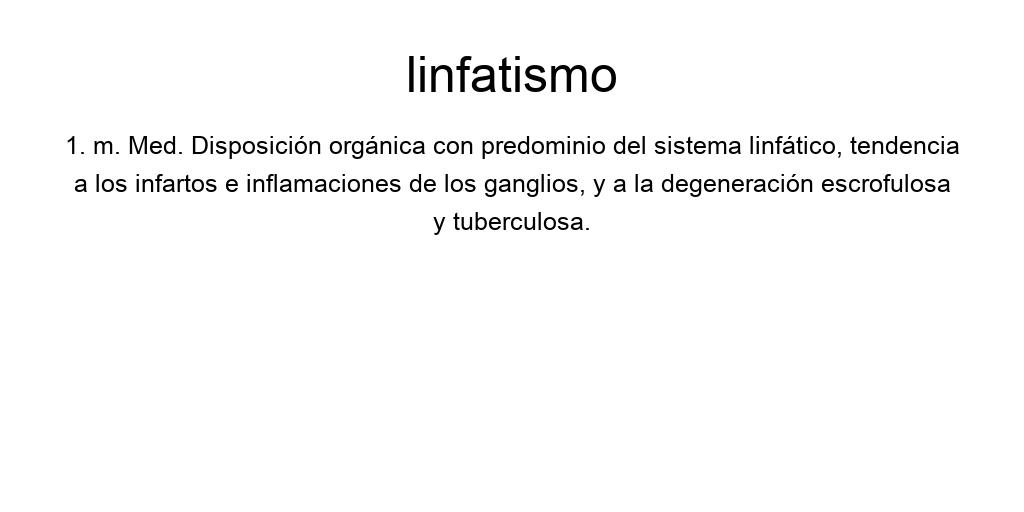 linfatismo
1. m. Med. Disposición orgánica con predominio del sistema linfático, tendencia
a los infartos e inflamaciones de los ganglios, y a la degeneración escrofulosa
y tuberculosa.